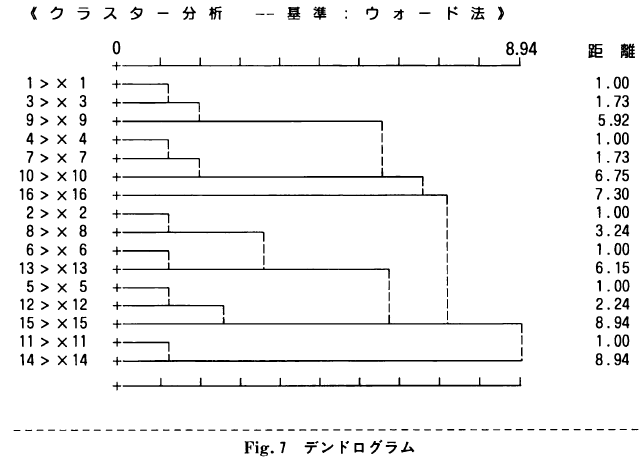 《 ク ラ ス タ ー 分 析 -- 基 準 : ウ ォ ー ド 法 》
0 8.94 距 離
1 > × 1 1.00
3 > × 3 1.73
9 > × 9 5.92
4 > × 4 1.00
7 > × 7 1.73
10 > ×10 6.75
16 > ×16 7.30
2 > × 2 1.00
8 > × 8 3.24
6 > × 6 1.00
13 > ×13 6.15
5 > × 5 1.00
12 > ×12 2.24
15 > ×15 8.94
11 > ×11 1.00
14 > ×14 8.94
Fig. 7 デンドログラム